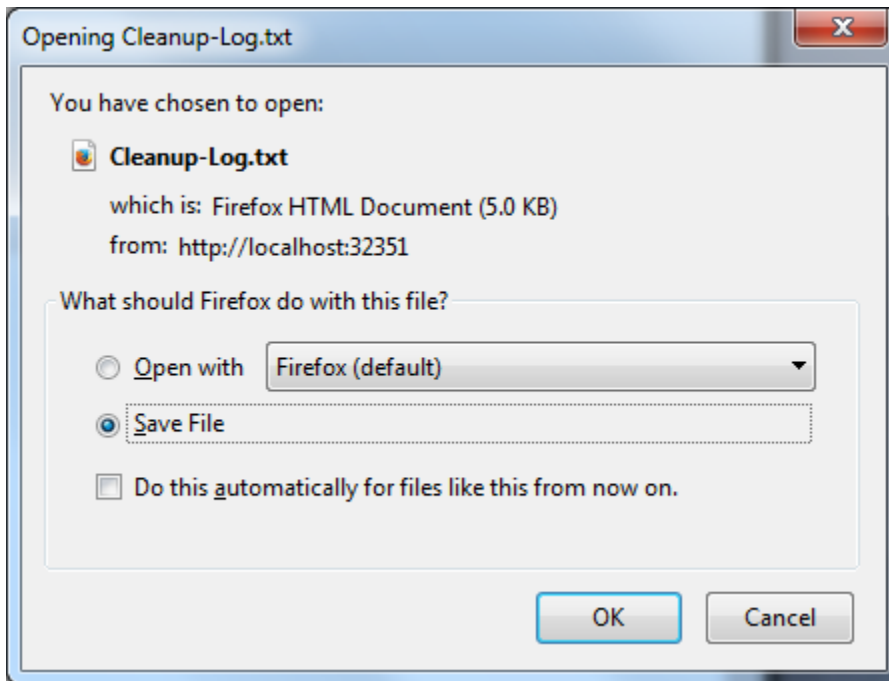 Opening Cleanup-Log.txt
You have chosen to open:
Cleanup-Log.txt
which is: Firefox HTML Document (5.0 KB)
from: http://localhost:32351
What should Firefox do with this file?
Open with Firefox (default)
Save File
Do this automatically for files like this from now on.
OK Cancel